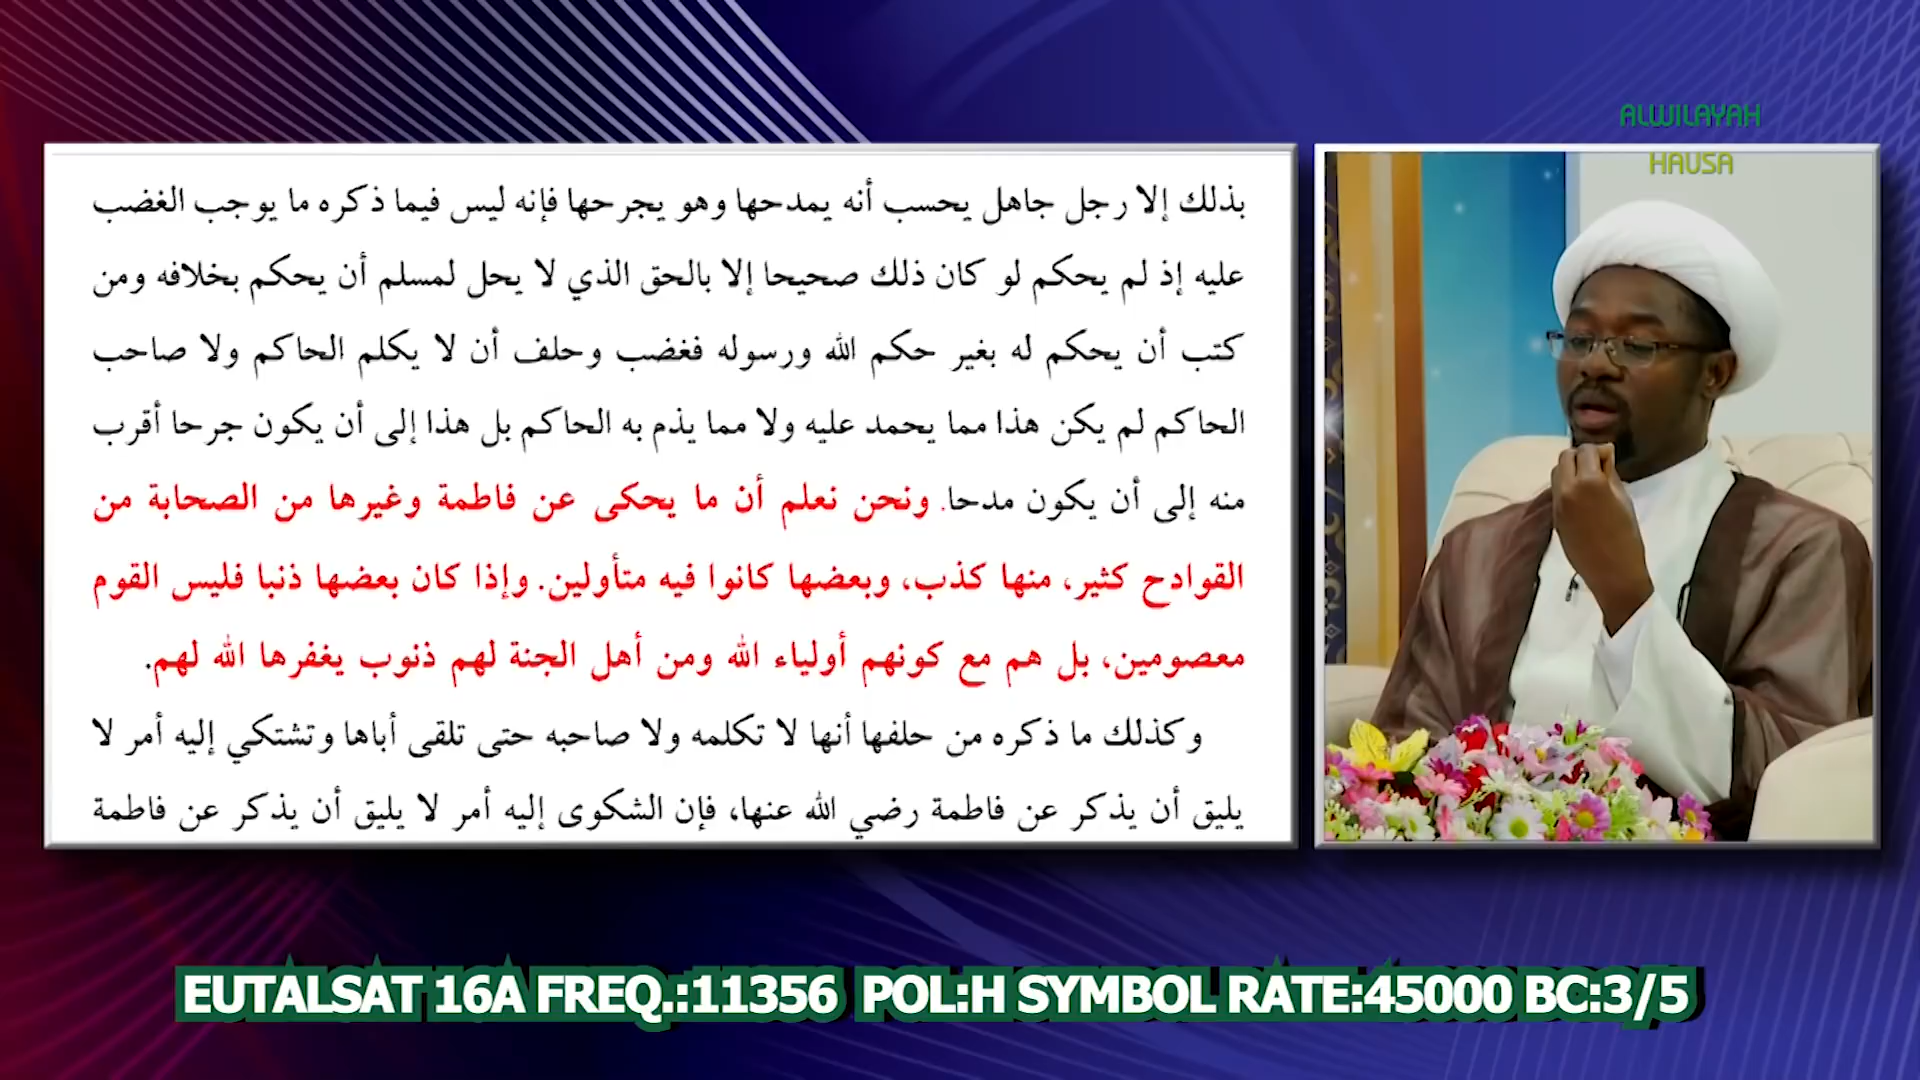 ALWILAYAH
HAUSA
بذلك إلا رجل جاهل يحسب أنه يمدحها وهو يجرحها فإنه ليس فيما ذكره ما يوجب الغضب
عليه إذ لم يحكم لو كان ذلك صحيحا إلا بالحق الذي لا يحل لمسلم أن يحكم بخلافه ومن
كتب أن يحكم له بغير حكم الله ورسوله فغضب وحلف أن لا يكلم الحاكم ولا صاحب
الحاكم لم يكن هذا مما يحمد عليه ولا مما يذم به الحاكم بل هذا إلى أن يكون جرحا أقرب
منه إلى أن يكون مدحا. ونحن نعلم أن ما يحكى عن فاطمة وغيرها من الصحابة من
القوادح كثير، منها كذب، وبعضها كانوا فيه متأولين. وإذا كان بعضها ذنبا فليس القوم
معصومين، بل هم مع كونهم أولياء الله ومن أهل الجنة لهم ذنوب يغفرها الله لهم.
وكذلك ما ذكره من حلفها أنها لا تكلمه ولا صاحبه حتى تلقى أباها وتشتكي إليه أمر لا
يليق أن يذكر عن فاطمة رضي الله عنها، فإن الشكوى إليه أمر لا يليق أن يذكر عن فاطمة
EUTALSAT 16A FREQ.:11356 POL:H SYMBOL RATE:45000 BC:3/5